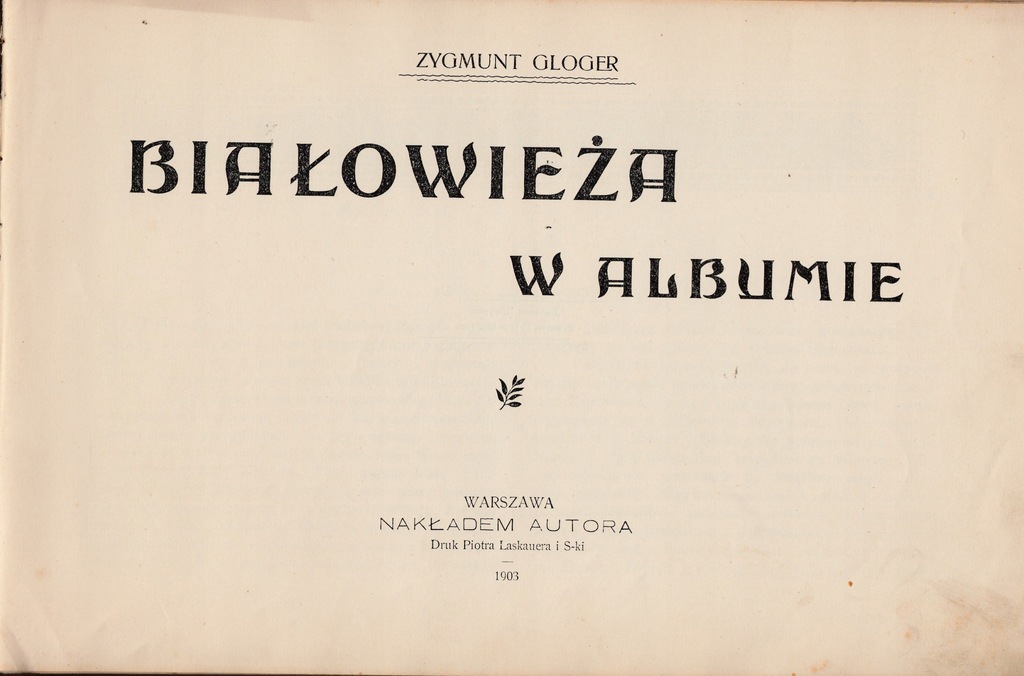 ZYGMUNT GLOGER
BIAŁOWIEŻA
W ALBUMIE
WARSZAWA
NAKŁADEM AUTORA
Druk Piotra Laskauera i S-ki
1903